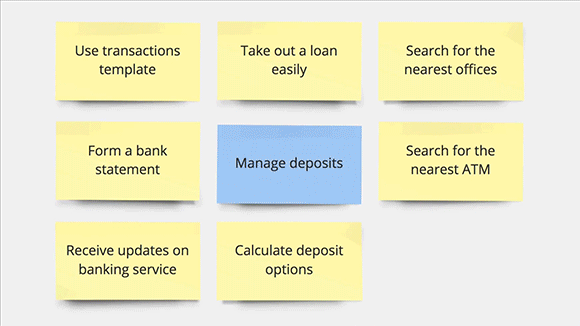 Use transactions
template
Take out a loan
easily
Search for the
nearest offices
Form a bank
statement
Manage deposits
Search for the
nearest ATM
Receive updates on
banking service
Calculate deposit
options